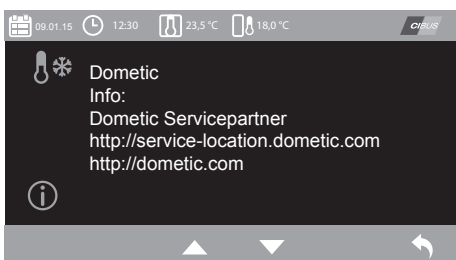 09.01.15 12:30 23,5 °C 18,0 °C CIBUS
Dometic
Info:
Dometic Servicepartner
http://service-location.dometic.com
http://dometic.com